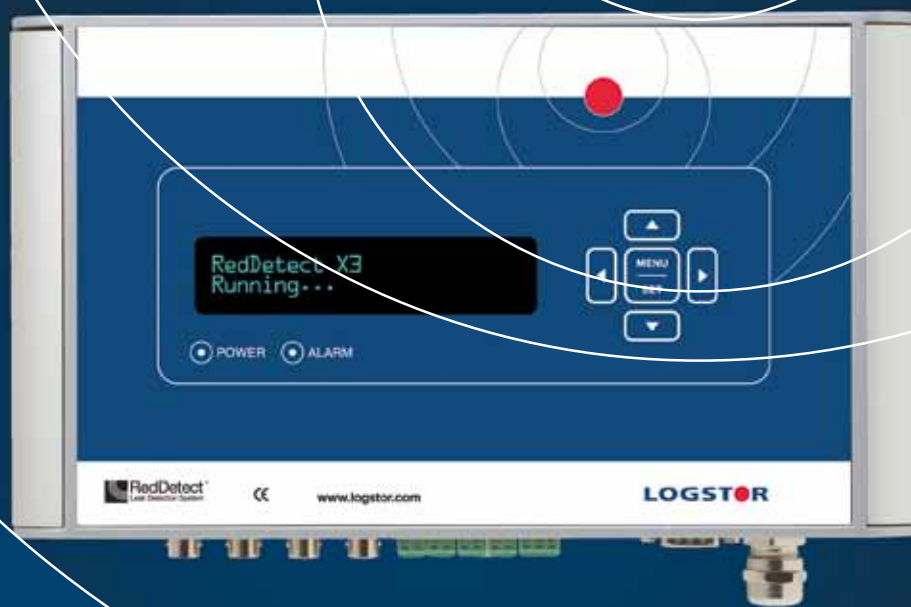 RedDetect X3
Running...
MENU
SET
POWER
ALARM
RedDetect
Leak Detection System
CE
www.logstor.com
LOGSTOR